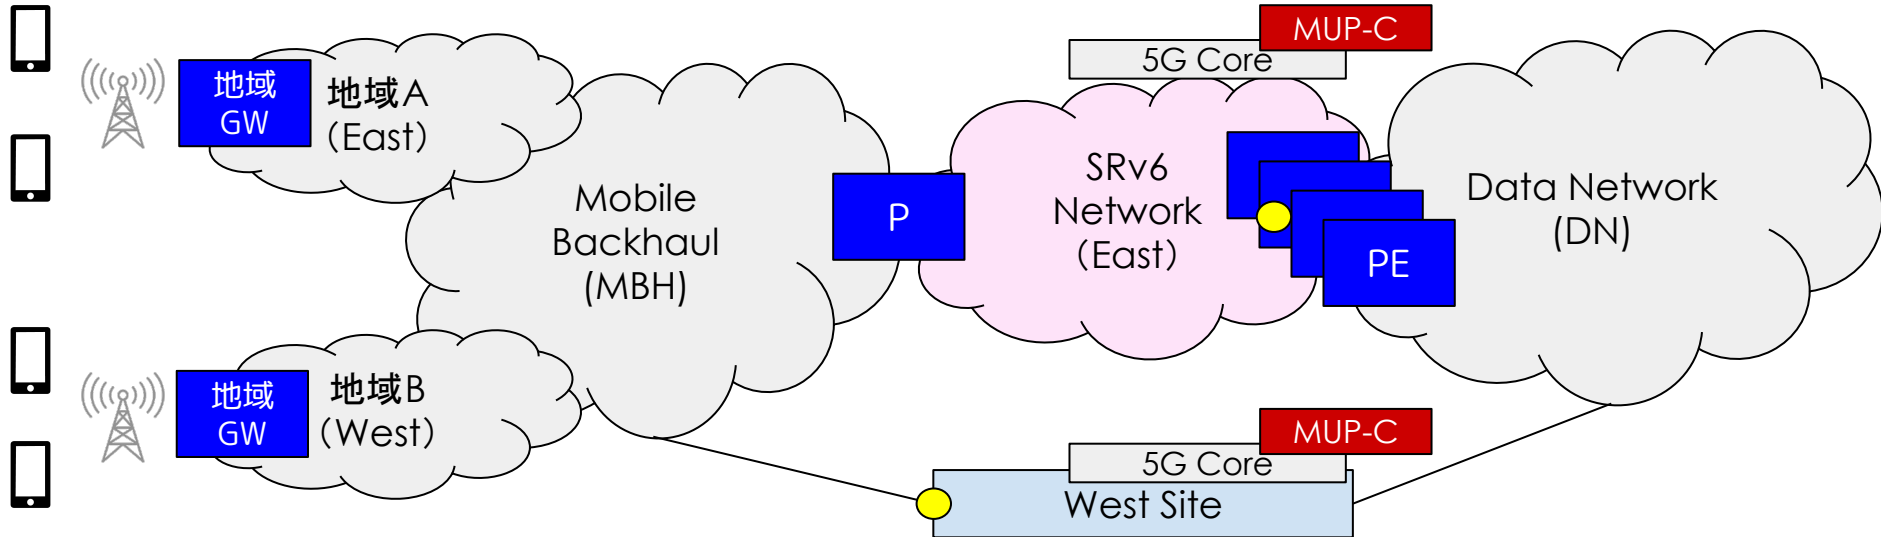 MUP-C
5G Core
地域
GW
地域A
（East）
Mobile
Backhaul
(MBH)
P
SRv6
Network
（East）
PE
Data Network
(DN)
地域
GW
地域B
（West）
MUP-C
5G Core
West Site